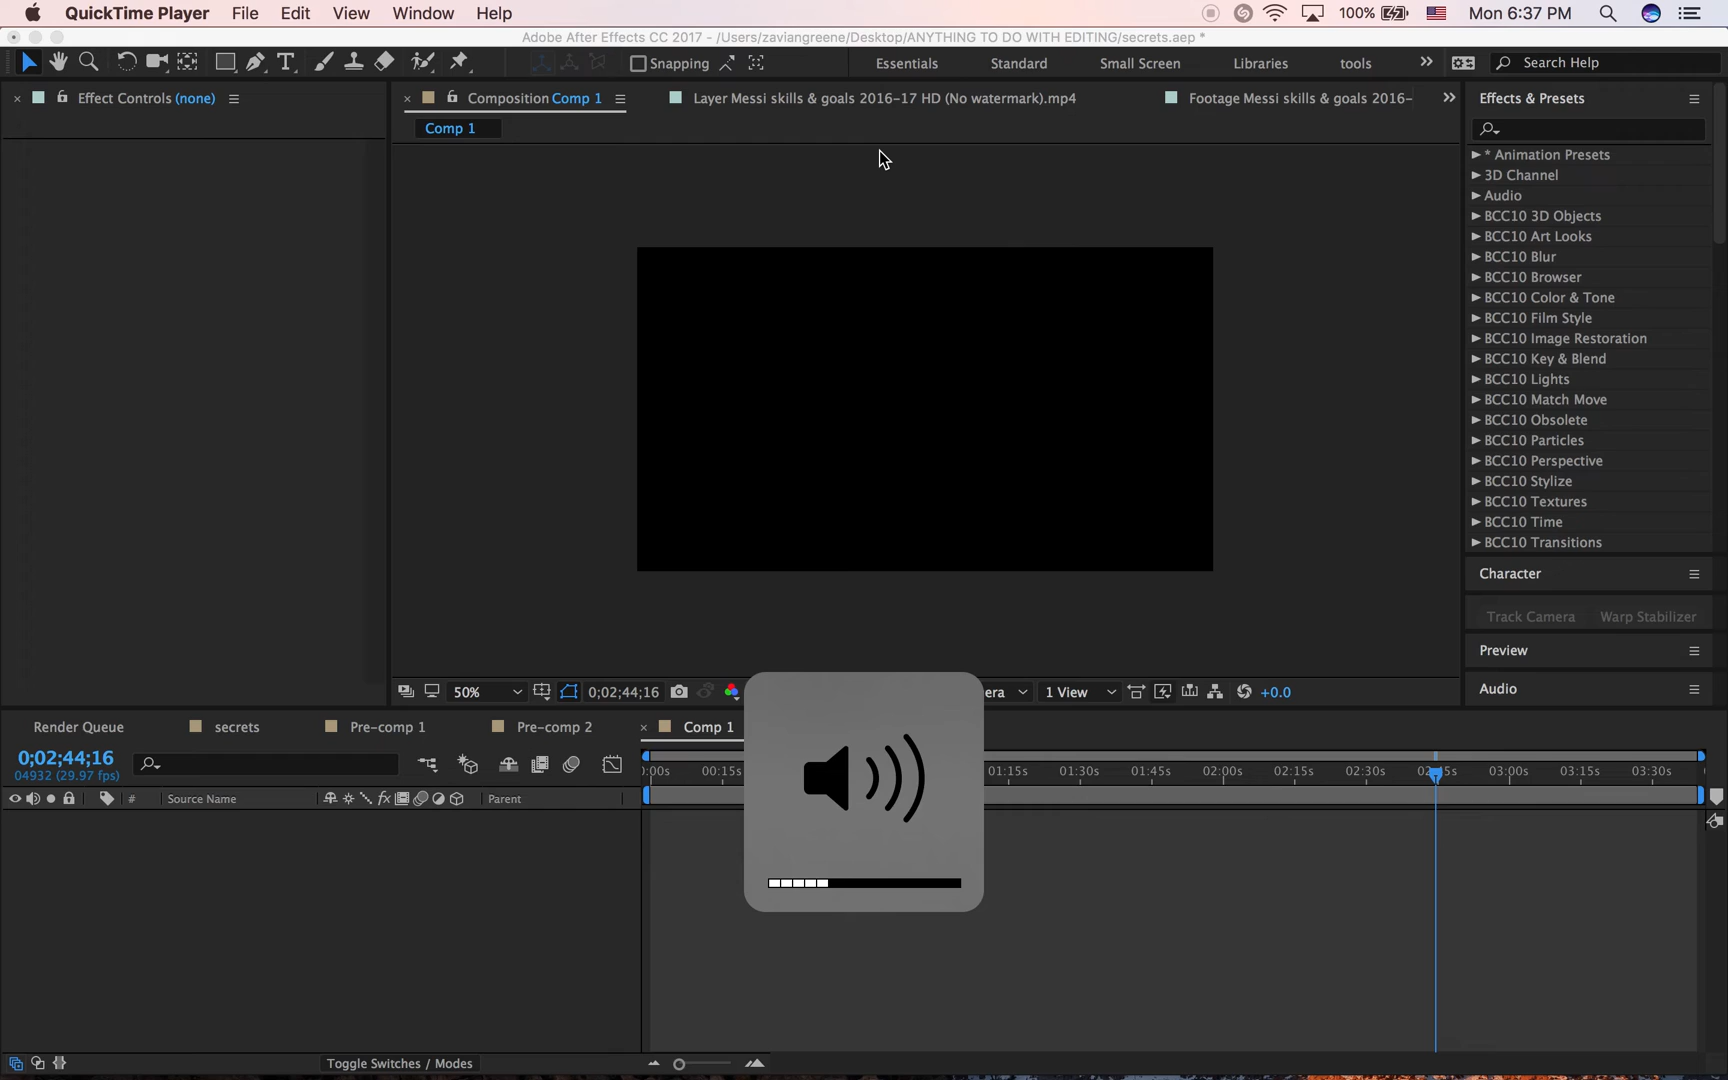 QuickTime Player File Edit View Window Help 100% Mon 6:37 PM
Adobe After Effects CC 2017 - /Users/zaviangreene/Desktop/ANYTHING TO DO WITH EDITING/secrets.aep *
Snapping Essentials Standard Small Screen Libraries tools Search Help
Effect Controls (none) Composition Comp 1 Layer Messi skills & goals 2016-17 HD (No watermark).mp4 Footage Messi skills & goals 2016- Effects & Presets
Comp 1
* Animation Presets
3D Channel
Audio
BCC10 3D Objects
BCC10 Art Looks
BCC10 Blur
BCC10 Browser
BCC10 Color & Tone
BCC10 Film Style
BCC10 Image Restoration
BCC10 Key & Blend
BCC10 Lights
BCC10 Match Move
BCC10 Obsolete
BCC10 Particles
BCC10 Perspective
BCC10 Stylize
BCC10 Textures
BCC10 Time
BCC10 Transitions
Character
Track Camera Warp Stabilizer
Preview
Audio
50% 0;02;44;16 era 1 View +0.0
Render Queue secrets Pre-comp 1 Pre-comp 2 Comp 1
0;02;44;16
04932 (29.97 fps)
0:00s 00:15s 01:15s 01:30s 01:45s 02:00s 02:15s 02:30s 45s 03:00s 03:15s 03:30s
# Source Name fx Parent
Toggle Switches / Modes